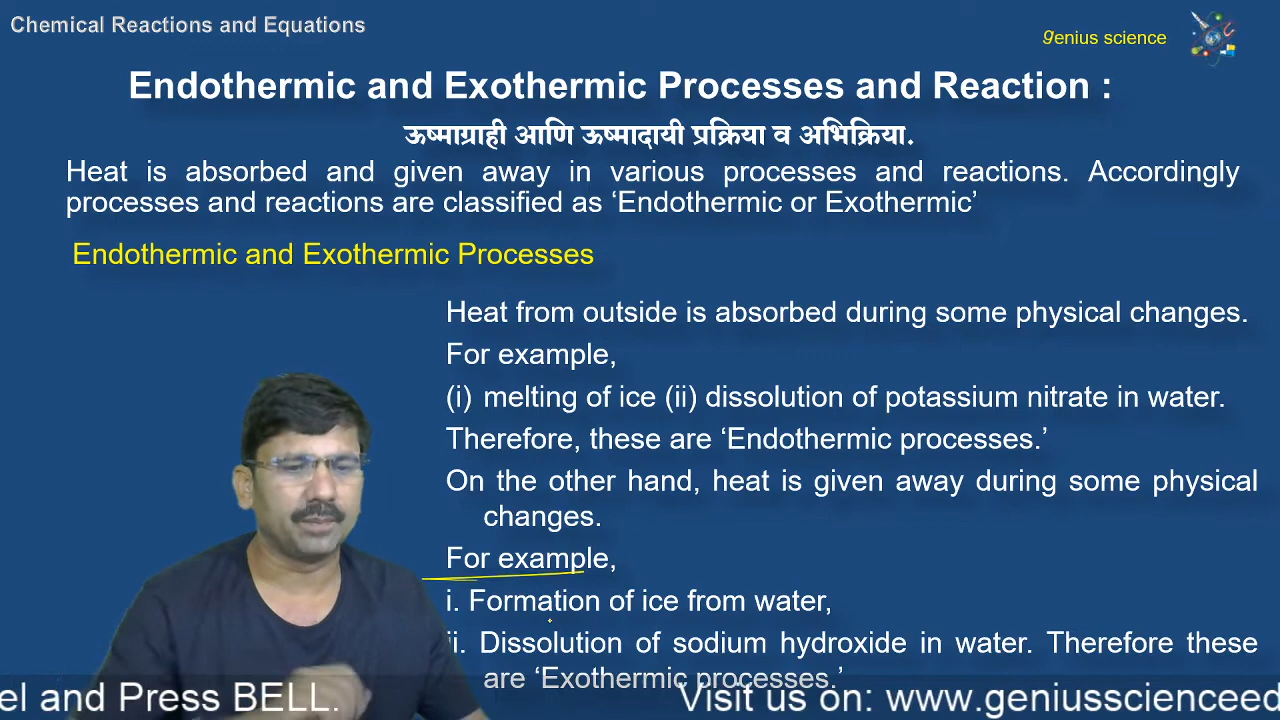 Chemical Reactions and Equations
genius science
Endothermic and Exothermic Processes and Reaction :
ऊष्माग्राही आणि ऊष्मादायी प्रक्रिया व अभिक्रिया.
Heat is absorbed and given away in various processes and reactions. Accordingly
processes and reactions are classified as ‘Endothermic or Exothermic’
Endothermic and Exothermic Processes
Heat from outside is absorbed during some physical changes.
For example,
(i) melting of ice (ii) dissolution of potassium nitrate in water.
Therefore, these are ‘Endothermic processes.’
On the other hand, heat is given away during some physical
changes.
For example,
i. Formation of ice from water,
ii. Dissolution of sodium hydroxide in water. Therefore these
are ‘Exothermic processes.’
el and Press BELL. Visit us on: www.geniusscienceed